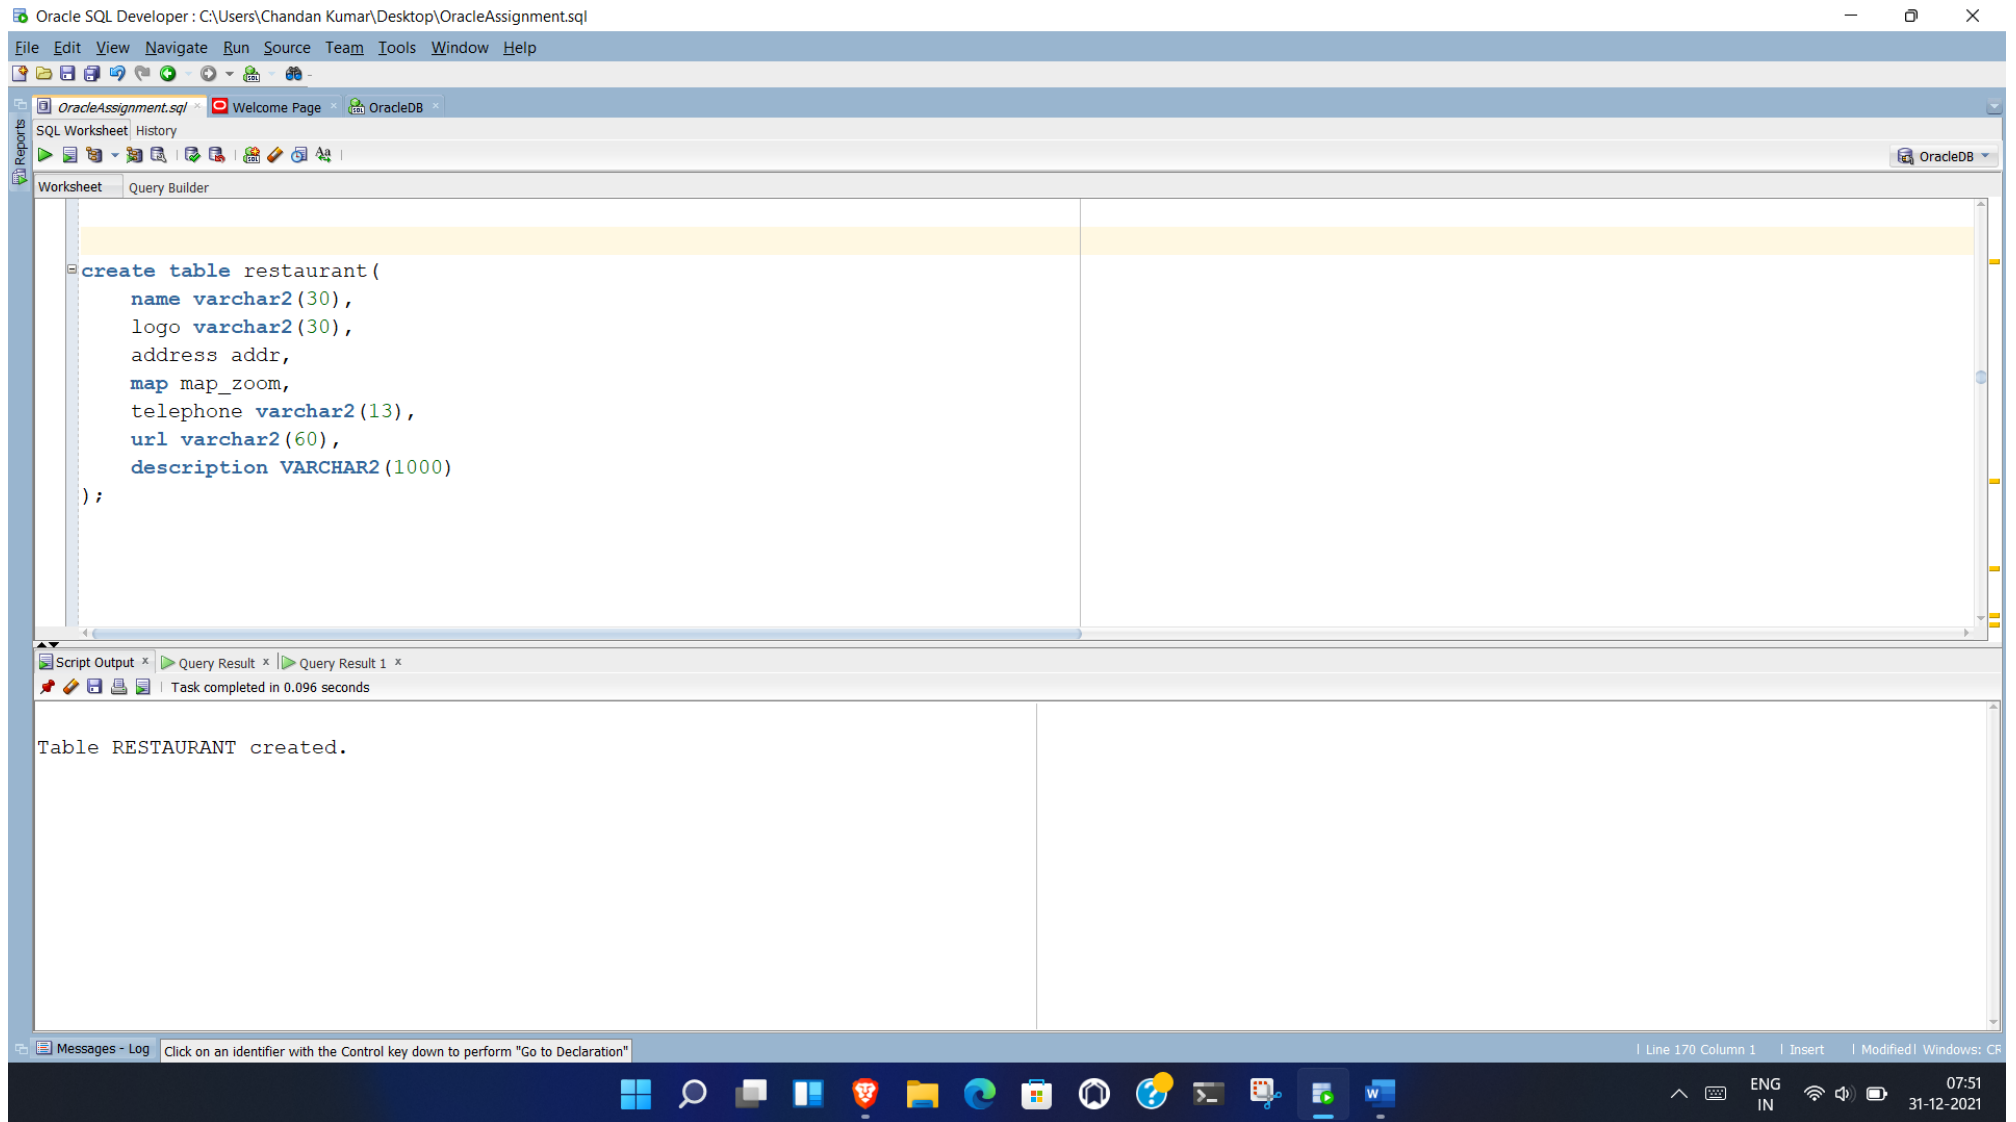 Oracle SQL Developer : C:\Users\Chandan Kumar\Desktop\OracleAssignment.sql
File Edit View Navigate Run Source Team Tools Window Help
OracleAssignment.sql Welcome Page OracleDB
Reports
SQL Worksheet History
OracleDB
Worksheet Query Builder
create table restaurant(
name varchar2(30),
logo varchar2(30),
address addr,
map map_zoom,
telephone varchar2(13),
url varchar2(60),
description VARCHAR2(1000)
);
Script Output x Query Result x Query Result 1 x
Task completed in 0.096 seconds
Table RESTAURANT created.
Messages - Log Click on an identifier with the Control key down to perform "Go to Declaration"
Line 170 Column 1 | Insert | Modified| Windows: CR
ENG 07:51
IN 31-12-2021